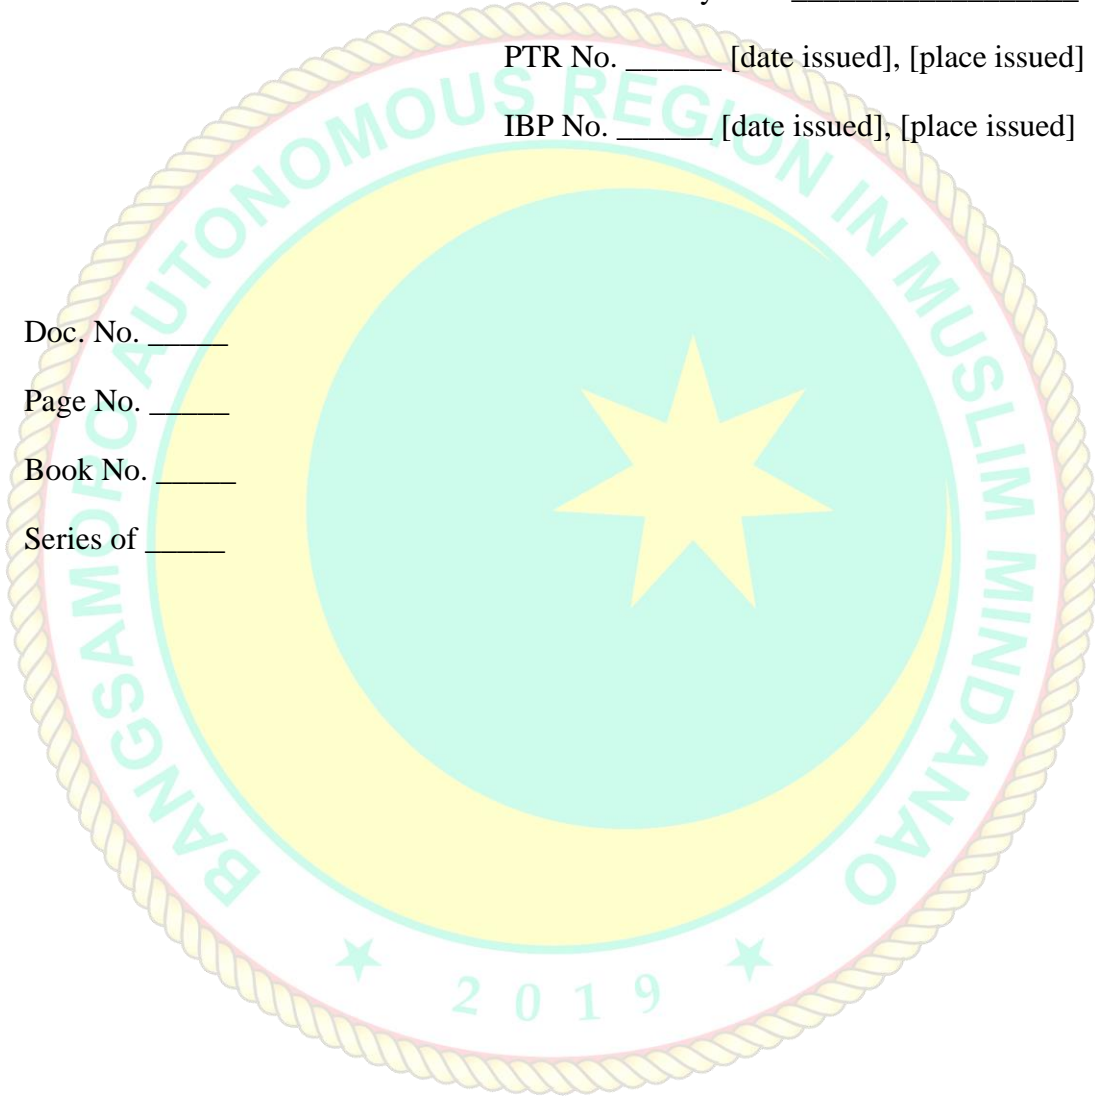 __________________
PTR No. ______ [date issued], [place issued]
IBP No. ______ [date issued], [place issued]
Doc. No. _____
Page No. _____
Book No. _____
Series of _____
BANGSAMORO AUTONOMOUS REGION IN MUSLIM MINDANAO
2019